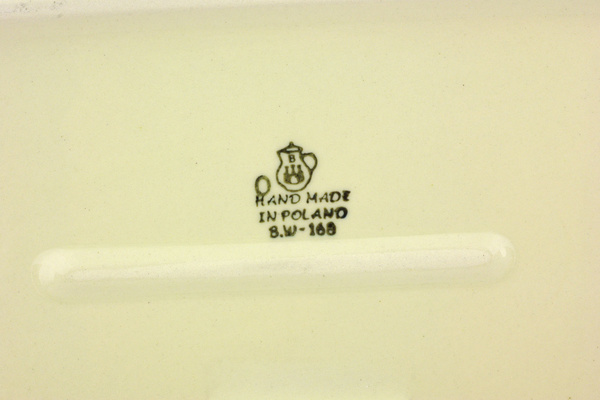 B
HAND MADE
IN POLAND
B.W-168